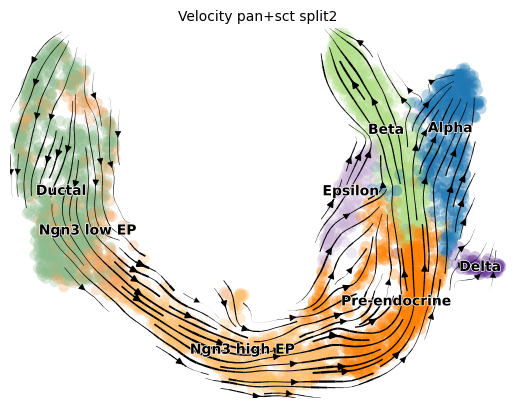 Velocity pan+sct split2
Beta
Alpha
Ductal
Epsilon
Ngn3 low EP
Delta
Pre-endocrine
Ngn3 high EP